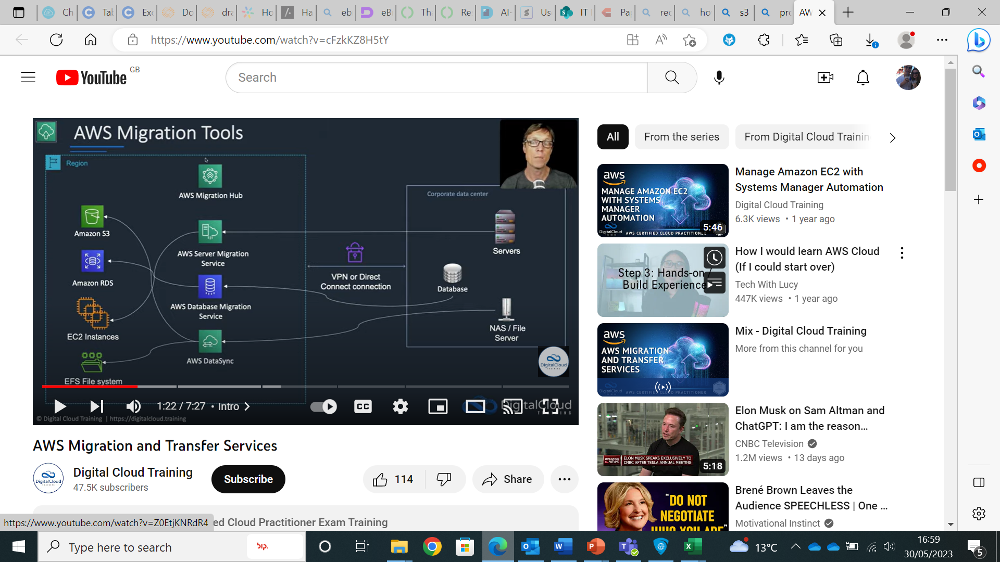 Ch
Tab
Exc
Do
dra
Ho
Ha
eb
eB
Th
Re
AI-
Us
IT
Pa
rec
ho
s3
pr
AW
https://www.youtube.com/watch?v=cFzkKZ8H5tY
YouTube GB
Search
AWS Migration Tools
Region
AWS Migration Hub
Corporate data center
Amazon S3
AWS Server Migration
Service
Servers
Amazon RDS
VPN or Direct
Connect connection
Database
AWS Database Migration
Service
EC2 Instances
NAS / File
Server
AWS DataSync
DigitalCloud
TRAINING
EFS File system
1:22 / 7:27 • Intro
CC
DigitalCloud
© Digital Cloud Training | https://digitalcloud.training
AWS Migration and Transfer Services
DigitalCloud
Digital Cloud Training
47.5K subscribers
Subscribe
114
Share
ed Cloud Practitioner Exam Training
https://www.youtube.com/watch?v=Z0EtjKNRdR4
All
From the series
From Digital Cloud Trainin
aws
MANAGE AMAZON EC2
WITH SYSTEMS
MANAGER
AUTOMATION
DigitalCloud
AWS CERTIFIED CLOUD PRACTITIONER
5:46
Manage Amazon EC2 with
Systems Manager Automation
Digital Cloud Training
6.3K views • 1 year ago
Step 3: Hands-on /
Build Experience
How I would learn AWS Cloud
(If I could start over)
Tech With Lucy
447K views • 1 year ago
aws
AWS MIGRATION
AND TRANSFER
SERVICES
DigitalCloud
AWS CERTIFIED CLOUD PRACTITIONER
Mix - Digital Cloud Training
More from this channel for you
BREAKING
NEWS
ELON MUSK SPEAKS EXCLUSIVELY TO
CNBC AFTER TESLA ANNUAL MEETING
5:18
Elon Musk on Sam Altman and
ChatGPT: I am the reason...
CNBC Television
1.2M views • 13 days ago
"DO NOT
NEGOTIATE
WHO YOU ARE"
Brené Brown Leaves the
Audience SPEECHLESS | One ...
Motivational Instinct
Type here to search
13°C
16:59
30/05/2023
5